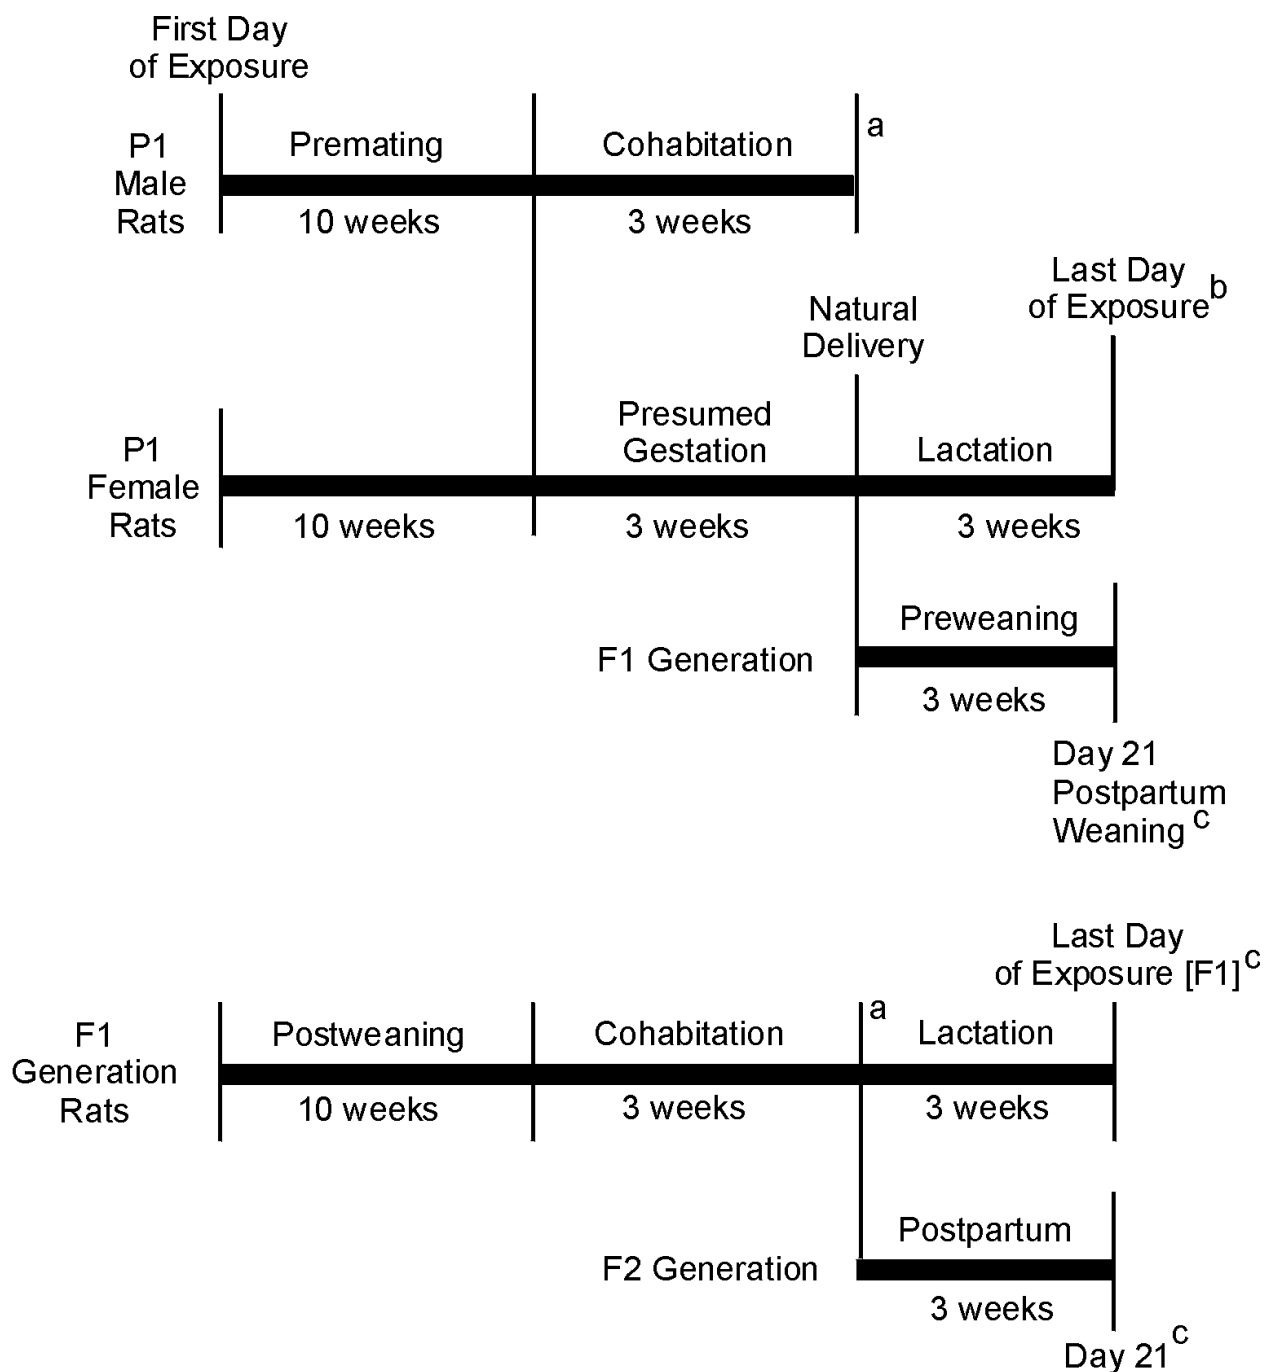 First Day
of Exposure
P1
Male
Rats
Premating
Cohabitation
a
10 weeks
3 weeks
Last Day
of Exposure b
Natural
Delivery
P1
Female
Rats
Presumed
Gestation
Lactation
10 weeks
3 weeks
3 weeks
Preweaning
F1 Generation
3 weeks
Day 21
Postpartum
Weaning c
Last Day
of Exposure [F1] c
F1
Generation
Rats
Postweaning
Cohabitation
a
Lactation
10 weeks
3 weeks
3 weeks
Postpartum
F2 Generation
3 weeks
Day 21 c